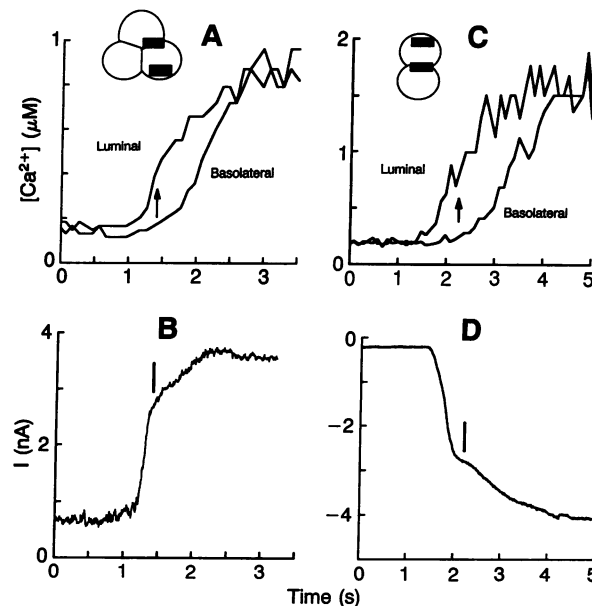 A
C
1
0
[Ca²⁺] (μM)
Luminal
Basolateral
0 1 2 3
2
1
0
Luminal
Basolateral
0 1 2 3 4 5
B
D
4
2
0
I (nA)
0 1 2 3
0
−2
−4
0 1 2 3 4 5
Time (s)